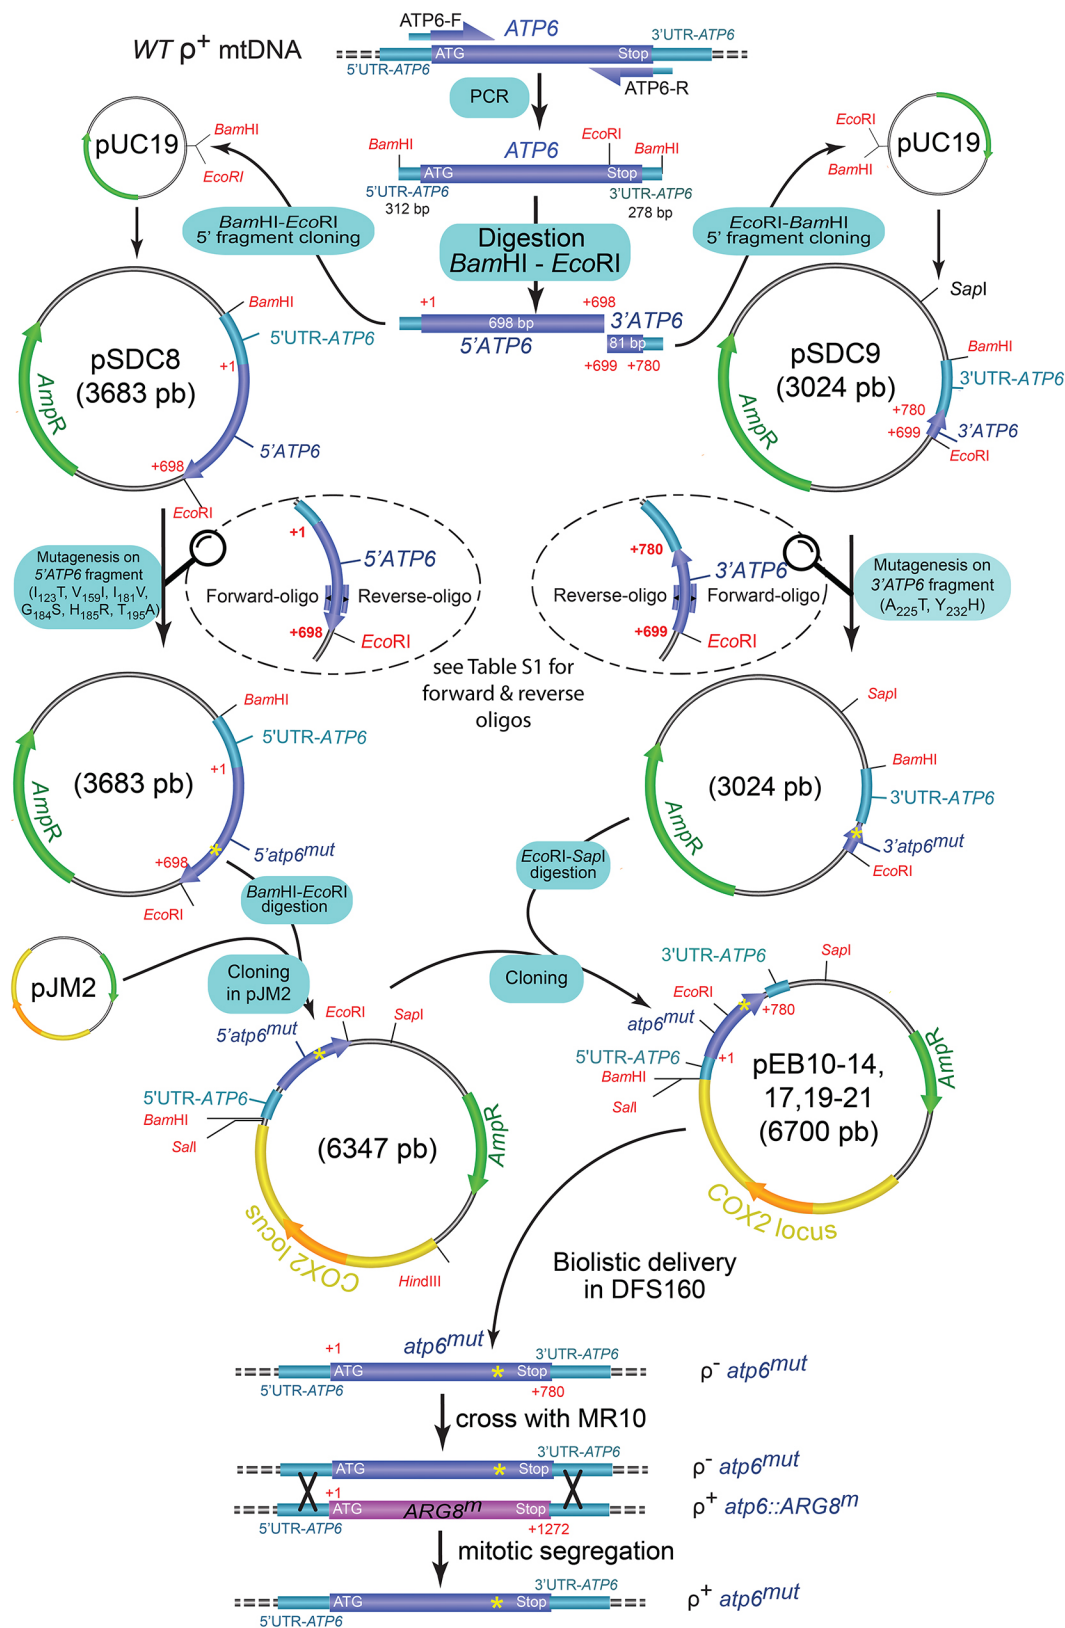 WT ρ+ mtDNA
ATP6-F
ATP6
3'UTR-ATP6
ATG
Stop
5'UTR-ATP6
ATP6-R
PCR
pUC19
BamHI
EcoRI
BamHI
ATP6
EcoRI
BamHI
ATG
Stop
5'UTR-ATP6
312 bp
3'UTR-ATP6
278 bp
EcoRI
BamHI
pUC19
BamHI-EcoRI
5' fragment cloning
Digestion
BamHI - EcoRI
EcoRI-BamHI
5' fragment cloning
+1
+698
698 bp
5'ATP6
3'ATP6
81 bp
+699
+780
BamHI
5'UTR-ATP6
+1
pSDC8
(3683 pb)
AmpR
5'ATP6
+698
EcoRI
SapI
BamHI
3'UTR-ATP6
pSDC9
(3024 pb)
AmpR
+780
+699
3'ATP6
EcoRI
Mutagenesis on
5'ATP6 fragment
(I123T, V159I, I181V,
G184S, H185R, T195A)
+1
5'ATP6
Forward-oligo
Reverse-oligo
+698
EcoRI
+780
3'ATP6
Reverse-oligo
Forward-oligo
+699
EcoRI
Mutagenesis on
3'ATP6 fragment
(A225T, Y232H)
see Table S1 for
forward & reverse
oligos
BamHI
5'UTR-ATP6
+1
(3683 pb)
AmpR
5'atp6mut
*
+698
EcoRI
SapI
BamHI
3'UTR-ATP6
(3024 pb)
AmpR
*
3'atp6mut
EcoRI
BamHI-EcoRI
digestion
EcoRI-SapI
digestion
pJM2
Cloning
in pJM2
Cloning
EcoRI
SapI
5'atp6mut
*
5'UTR-ATP6
BamHI
SalI
(6347 pb)
AmpR
COX2 locus
HindIII
3'UTR-ATP6
SapI
EcoRI
*
+780
atp6mut
5'UTR-ATP6
+1
BamHI
SalI
pEB10-14,
17,19-21
(6700 pb)
AmpR
COX2 locus
Biolistic delivery
in DFS160
+1
atp6mut
3'UTR-ATP6
ATG
*
Stop
5'UTR-ATP6
+780
ρ- atp6mut
cross with MR10
3'UTR-ATP6
ATG
*
Stop
ρ- atp6mut
+1
ATG
ARG8m
Stop
ρ+ atp6::ARG8m
5'UTR-ATP6
+1272
mitotic segregation
3'UTR-ATP6
ATG
*
Stop
5'UTR-ATP6
ρ+ atp6mut